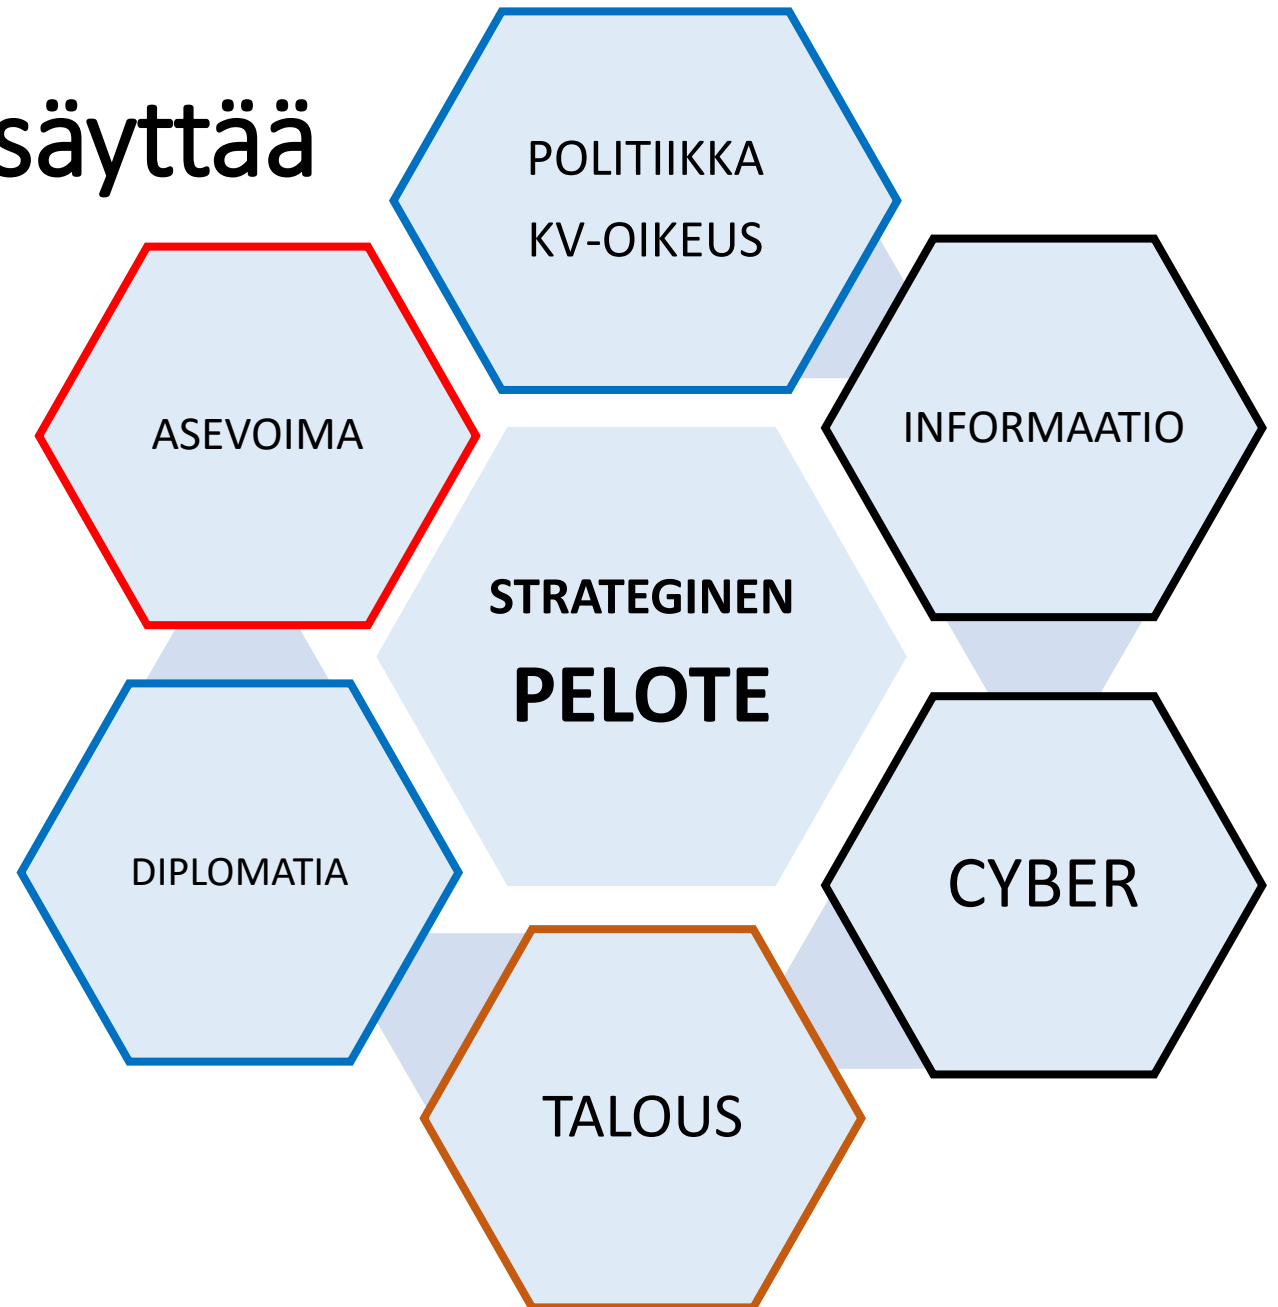 säyttää
POLITIIKKA
KV-OIKEUS
ASEVOIMA
INFORMAATIO
STRATEGINEN
PELOTE
DIPLOMATIA
CYBER
TALOUS